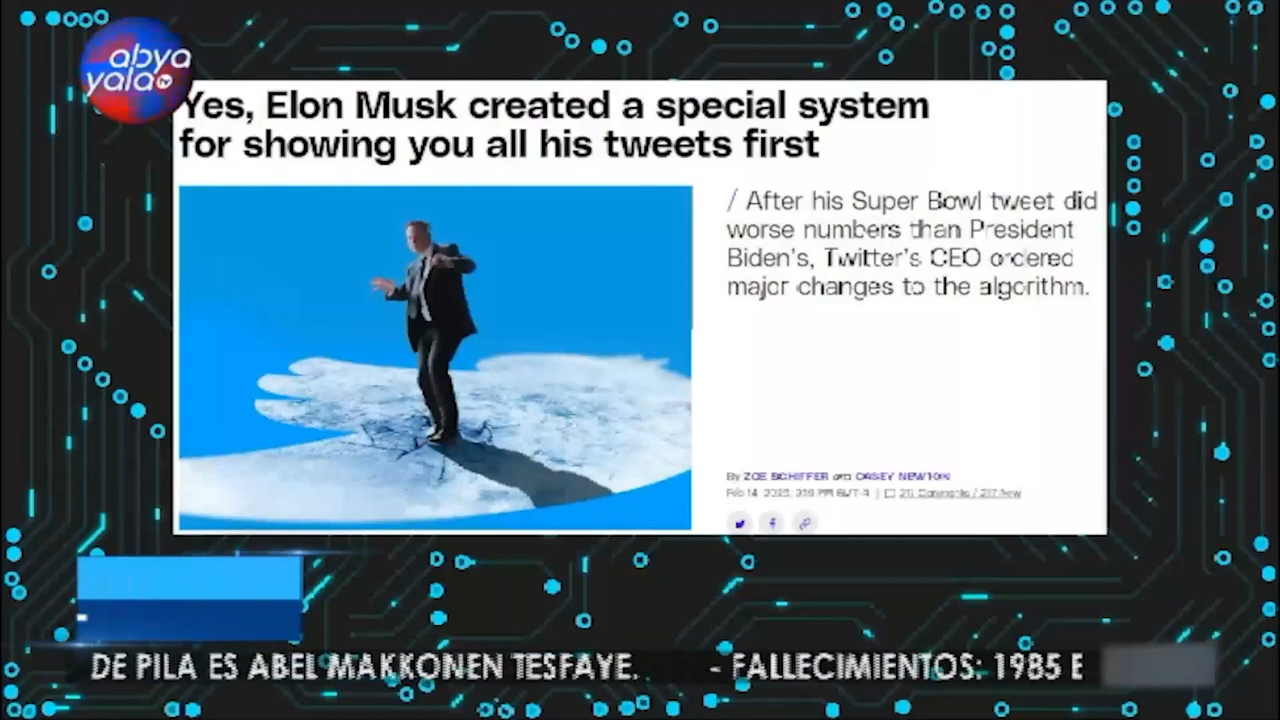 abya
yala tv
Yes, Elon Musk created a special system
for showing you all his tweets first
/ After his Super Bowl tweet did
worse numbers than President
Biden's, Twitter's CEO ordered
major changes to the algorithm.
By ZOE SCHIFFER and CASEY NEWTON
DE PILA ES ABEL MAKKONEN TESFAYE. - FALLECIMIENTOS: 1985 E